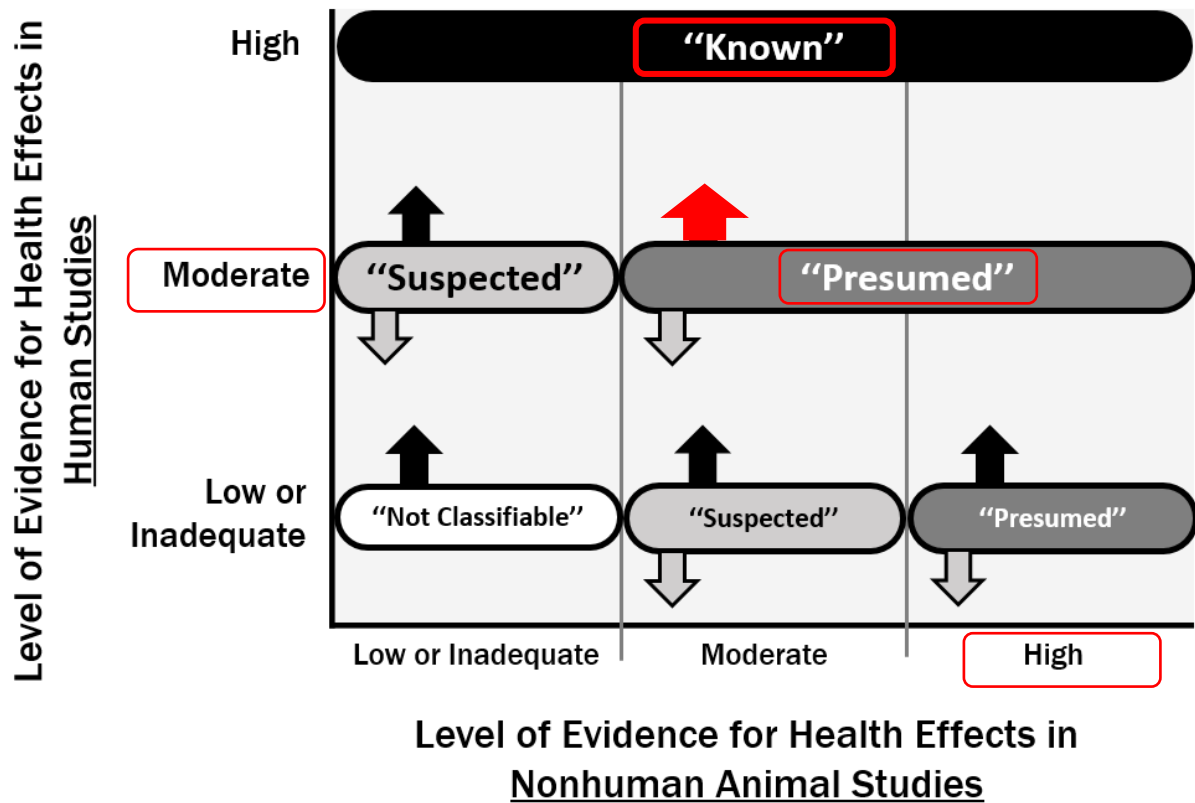 Level of Evidence for Health Effects in
Human Studies
High
“Known”
Moderate
“Suspected”
“Presumed”
Low or
Inadequate
“Not Classifiable”
“Suspected”
“Presumed”
Low or Inadequate
Moderate
High
Level of Evidence for Health Effects in
Nonhuman Animal Studies